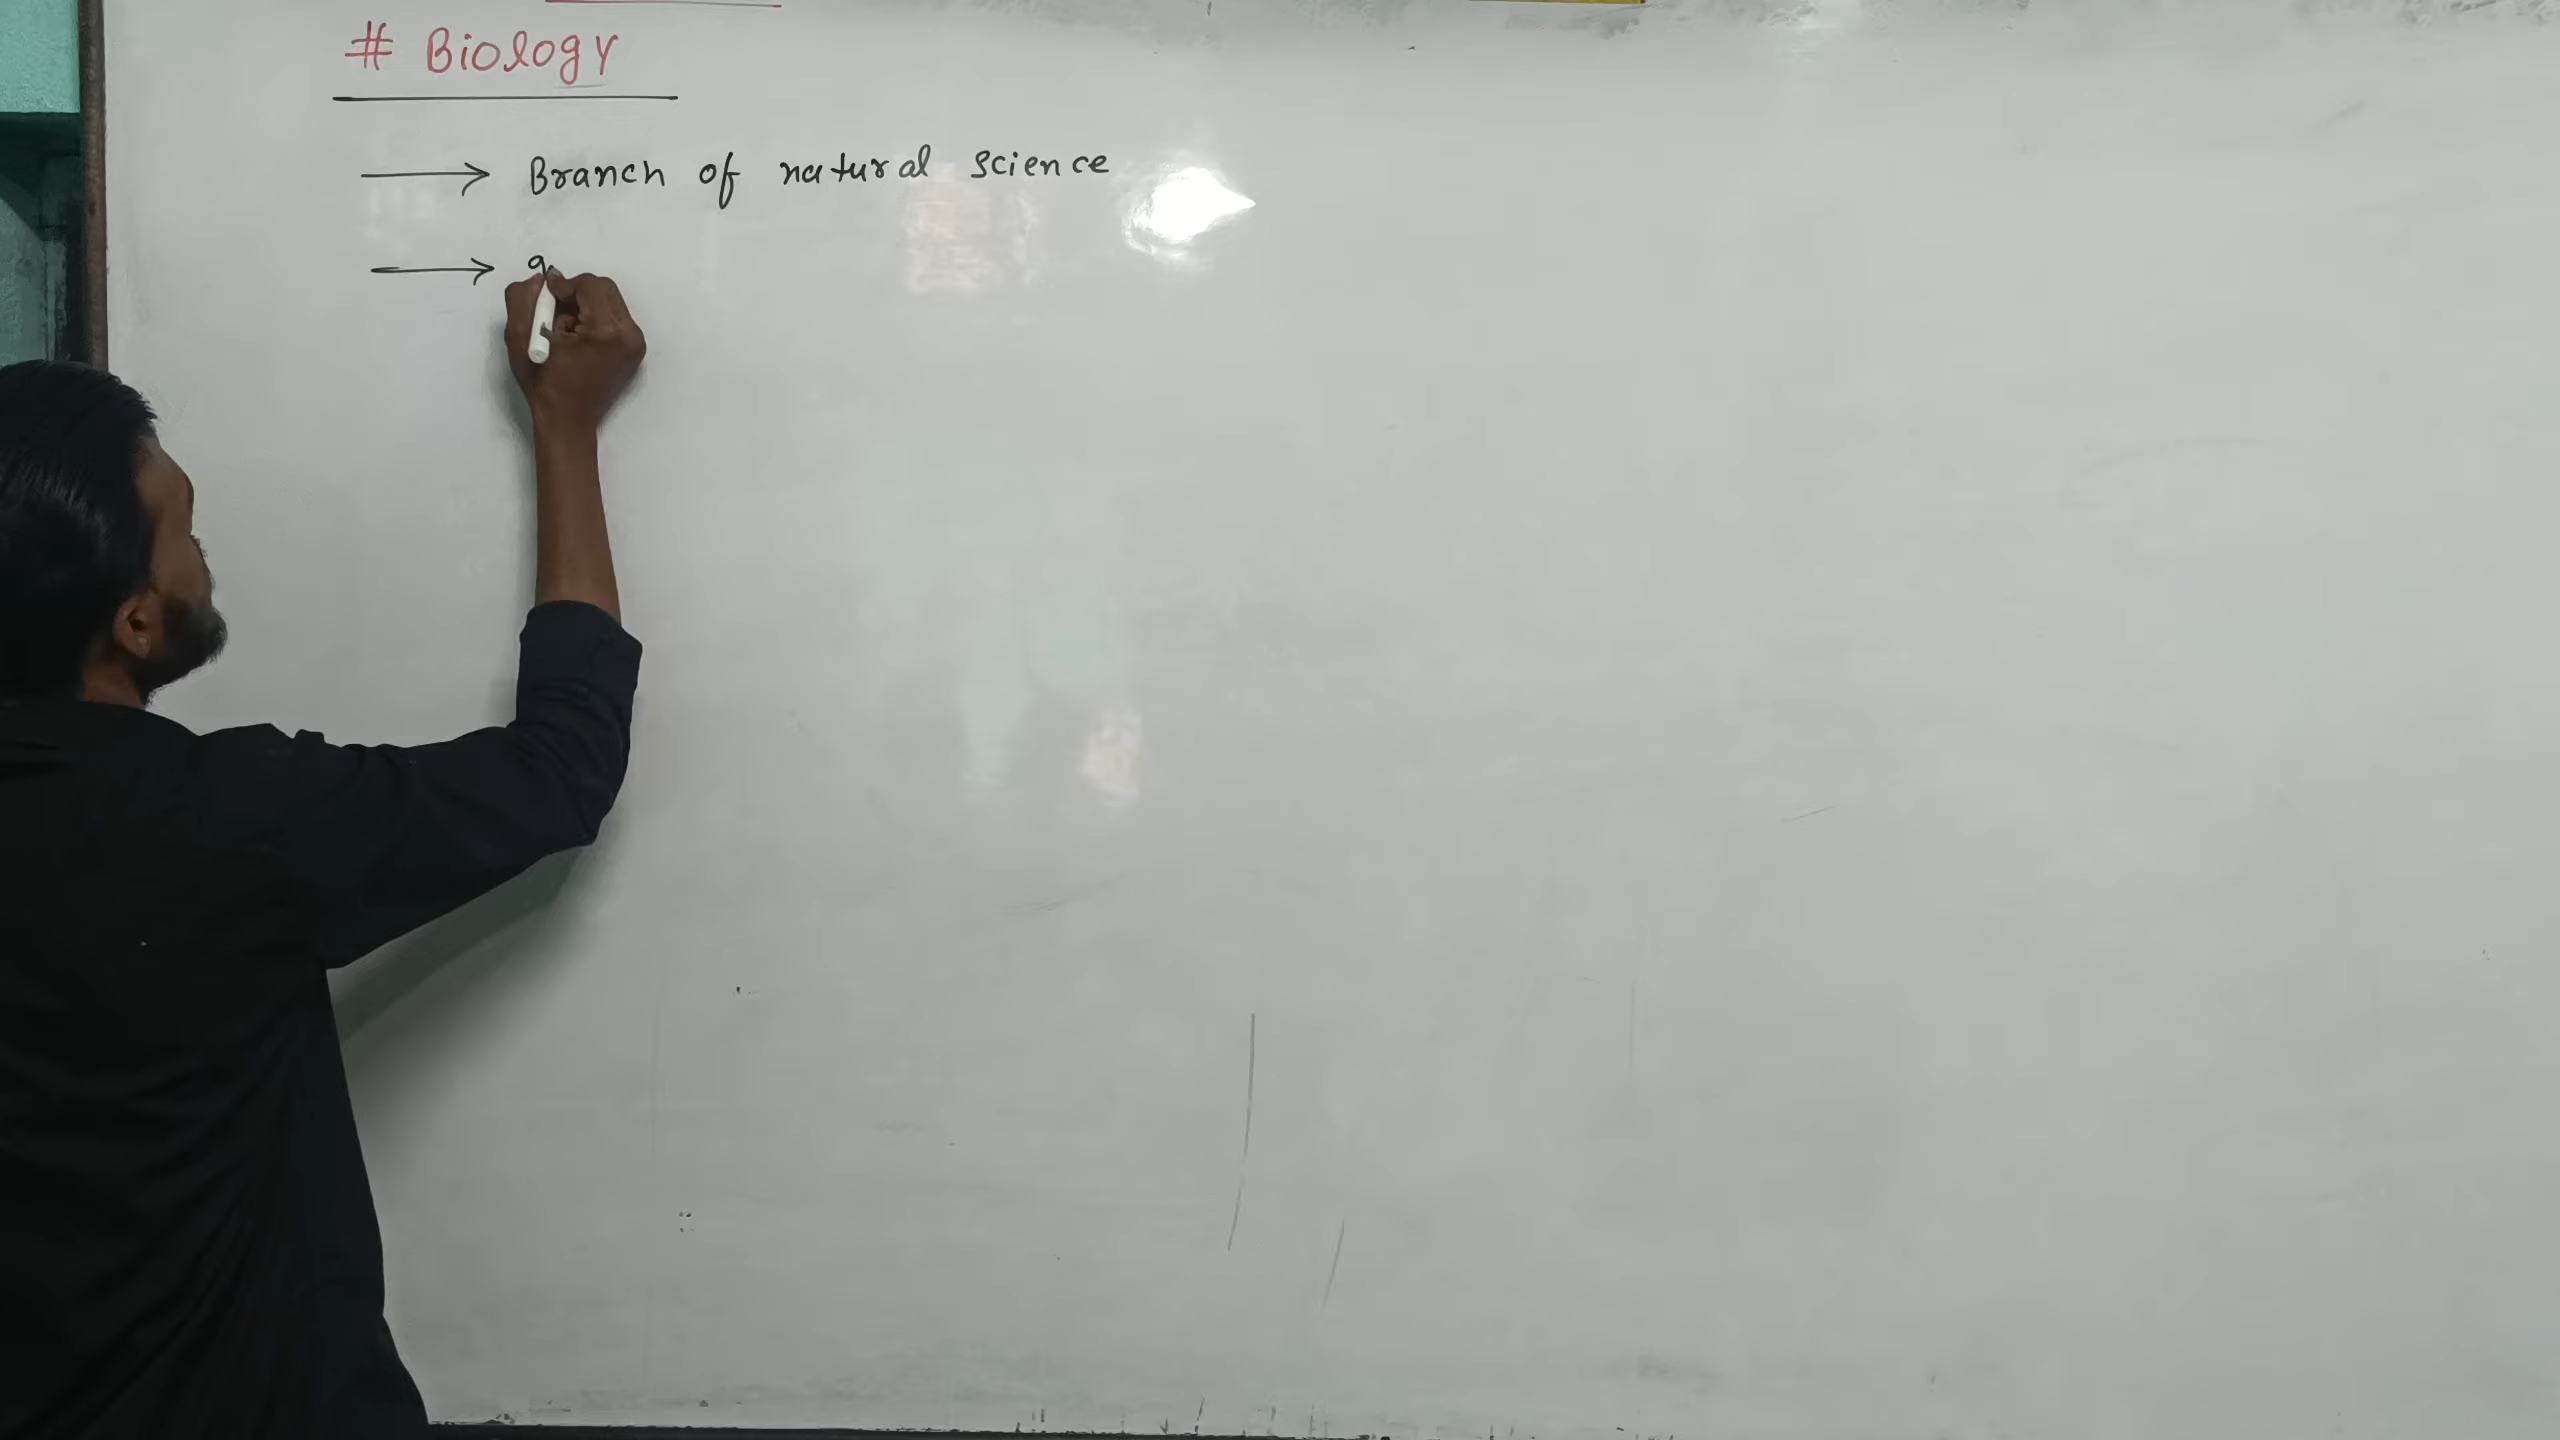 # Biology
→ Branch of natural science
→